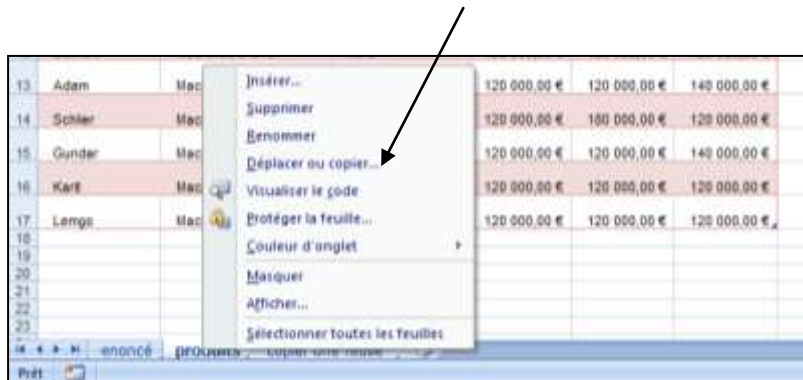 13 Adam Mac 120 000,00 € 120 000,00 € 140 000,00 €
14 Schler Mac 120 000,00 € 180 000,00 € 120 000,00 €
15 Gunder Mac 120 000,00 € 120 000,00 € 140 000,00 €
16 Karl Mac 120 000,00 € 120 000,00 € 120 000,00 €
17 Lemgo Mac 120 000,00 € 120 000,00 € 120 000,00 €
18
19
20
21
22
23
Insérer...
Supprimer
Renommer
Déplacer ou copier...
Visualiser le code
Protéger la feuille...
Couleur d'onglet
Masquer
Afficher...
Sélectionner toutes les feuilles
enoncé produits copier une feuille
Prêt